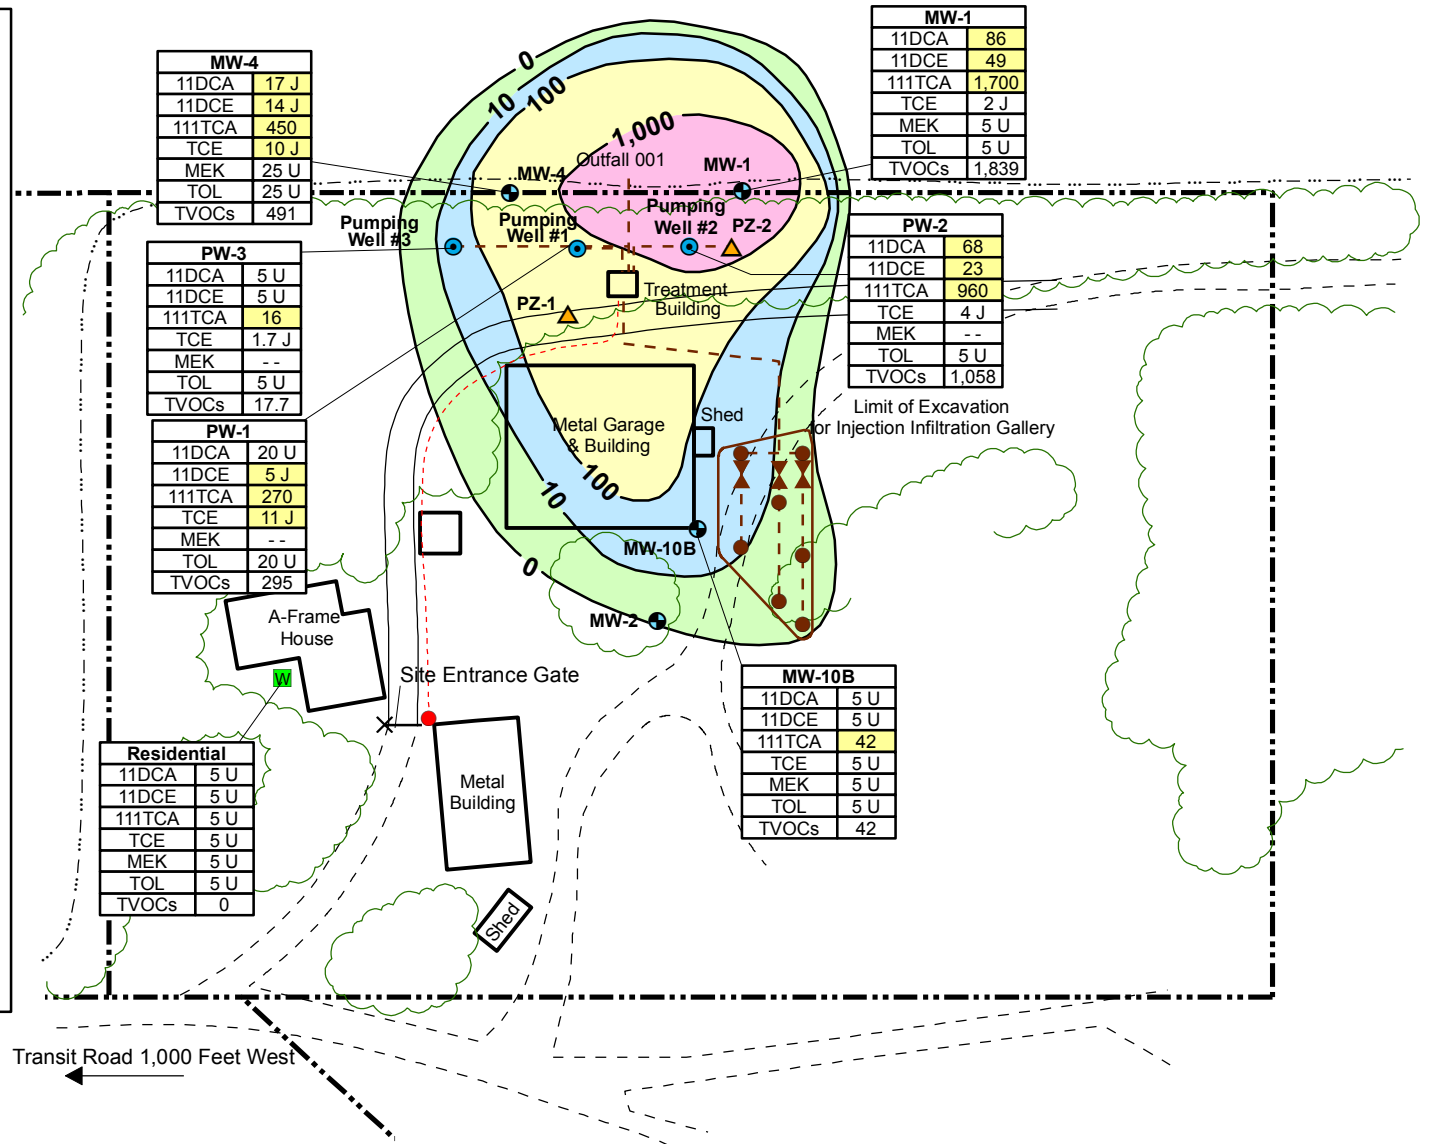 MW-1
11DCA 86
11DCE 49
111TCA 1,700
TCE 2 J
MEK 5 U
TOL 5 U
TVOCs 1,839
MW-4
11DCA 17 J
11DCE 14 J
111TCA 450
TCE 10 J
MEK 25 U
TOL 25 U
TVOCs 491
0
10
100
1,000
Outfall 001
MW-4
MW-1
Pumping
Well #3
Pumping
Well #1
Pumping
Well #2
PZ-2
PW-2
11DCA 68
11DCE 23
111TCA 960
TCE 4 J
MEK - -
TOL 5 U
TVOCs 1,058
PW-3
11DCA 5 U
11DCE 5 U
111TCA 16
TCE 1.7 J
MEK - -
TOL 5 U
TVOCs 17.7
PZ-1
Treatment
Building
PW-1
11DCA 20 U
11DCE 5 J
111TCA 270
TCE 11 J
MEK - -
TOL 20 U
TVOCs 295
Metal Garage
& Building
Shed
Limit of Excavation
for Injection Infiltration Gallery
100
10
0
MW-10B
MW-2
A-Frame
House
W
Site Entrance Gate
MW-10B
11DCA 5 U
11DCE 5 U
111TCA 42
TCE 5 U
MEK 5 U
TOL 5 U
TVOCs 42
Residential
11DCA 5 U
11DCE 5 U
111TCA 5 U
TCE 5 U
MEK 5 U
TOL 5 U
TVOCs 0
Metal
Building
Shed
Transit Road 1,000 Feet West